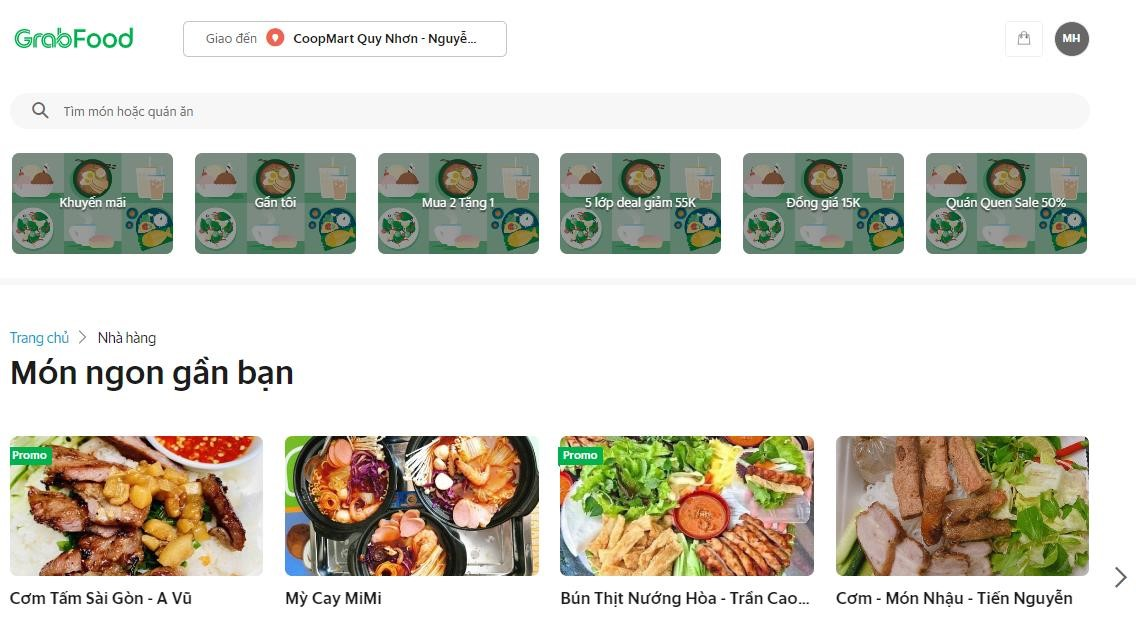 GrabFood
Giao đến CoopMart Quy Nhơn - Nguyễ...
MH
Tìm món hoặc quán ăn
Khuyến mãi
Gần tôi
Mua 2 Tặng 1
5 lớp deal giảm 55K
Đồng giá 15K
Quán Quen Sale 50%
Trang chủ > Nhà hàng
Món ngon gần bạn
Promo
Promo
Cơm Tấm Sài Gòn - A Vũ
Mỳ Cay MiMi
Bún Thịt Nướng Hòa - Trần Cao...
Cơm - Món Nhậu - Tiến Nguyễn